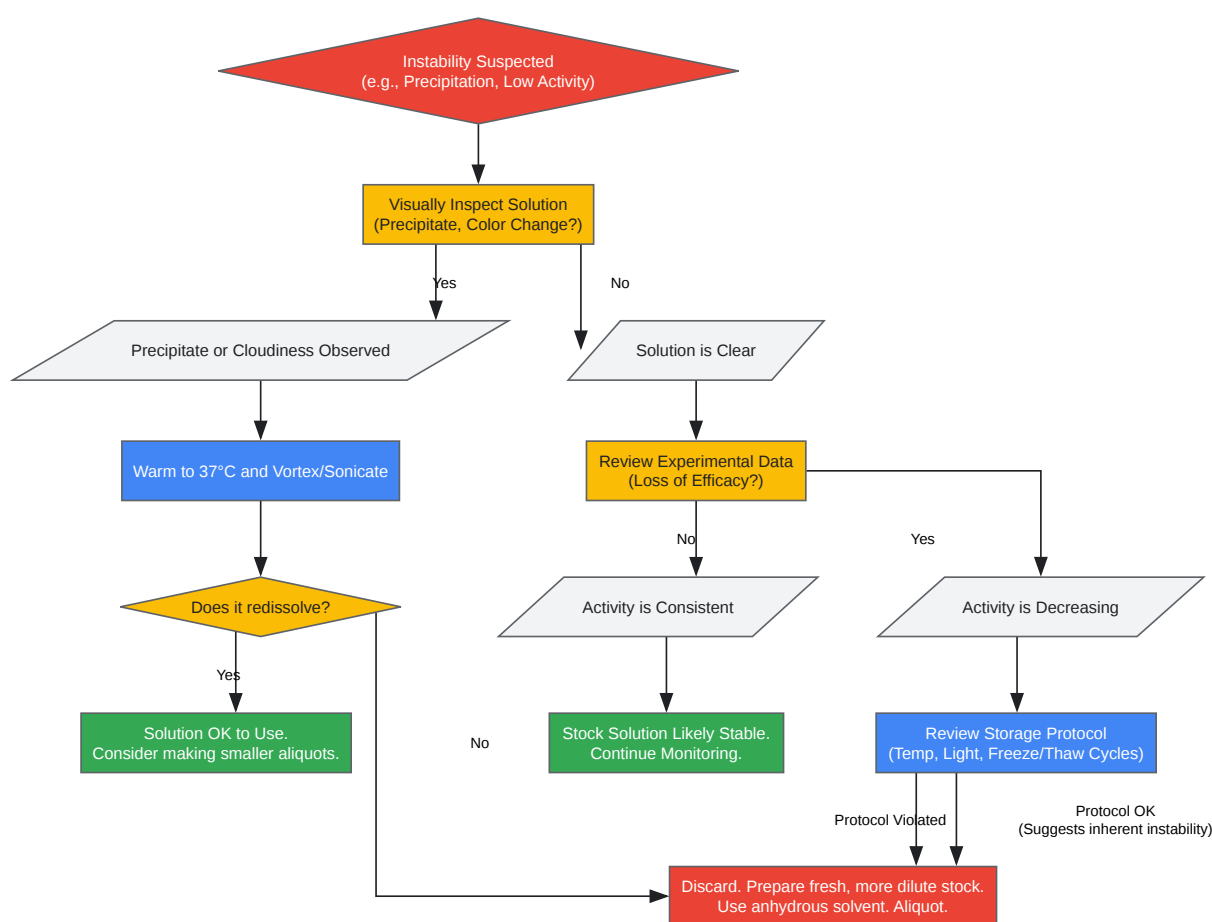 Instability Suspected
(e.g., Precipitation, Low Activity)
Visually Inspect Solution
(Precipitate, Color Change?)
Yes
No
Precipitate or Cloudiness Observed
Solution is Clear
Warm to 37°C and Vortex/Sonicate
Review Experimental Data
(Loss of Efficacy?)
No
Yes
Does it redissolve?
Activity is Consistent
Activity is Decreasing
Yes
No
Solution OK to Use.
Consider making smaller aliquots.
Stock Solution Likely Stable.
Continue Monitoring.
Review Storage Protocol
(Temp, Light, Freeze/Thaw Cycles)
Protocol Violated
Protocol OK
(Suggests inherent instability)
Discard. Prepare fresh, more dilute stock.
Use anhydrous solvent. Aliquot.